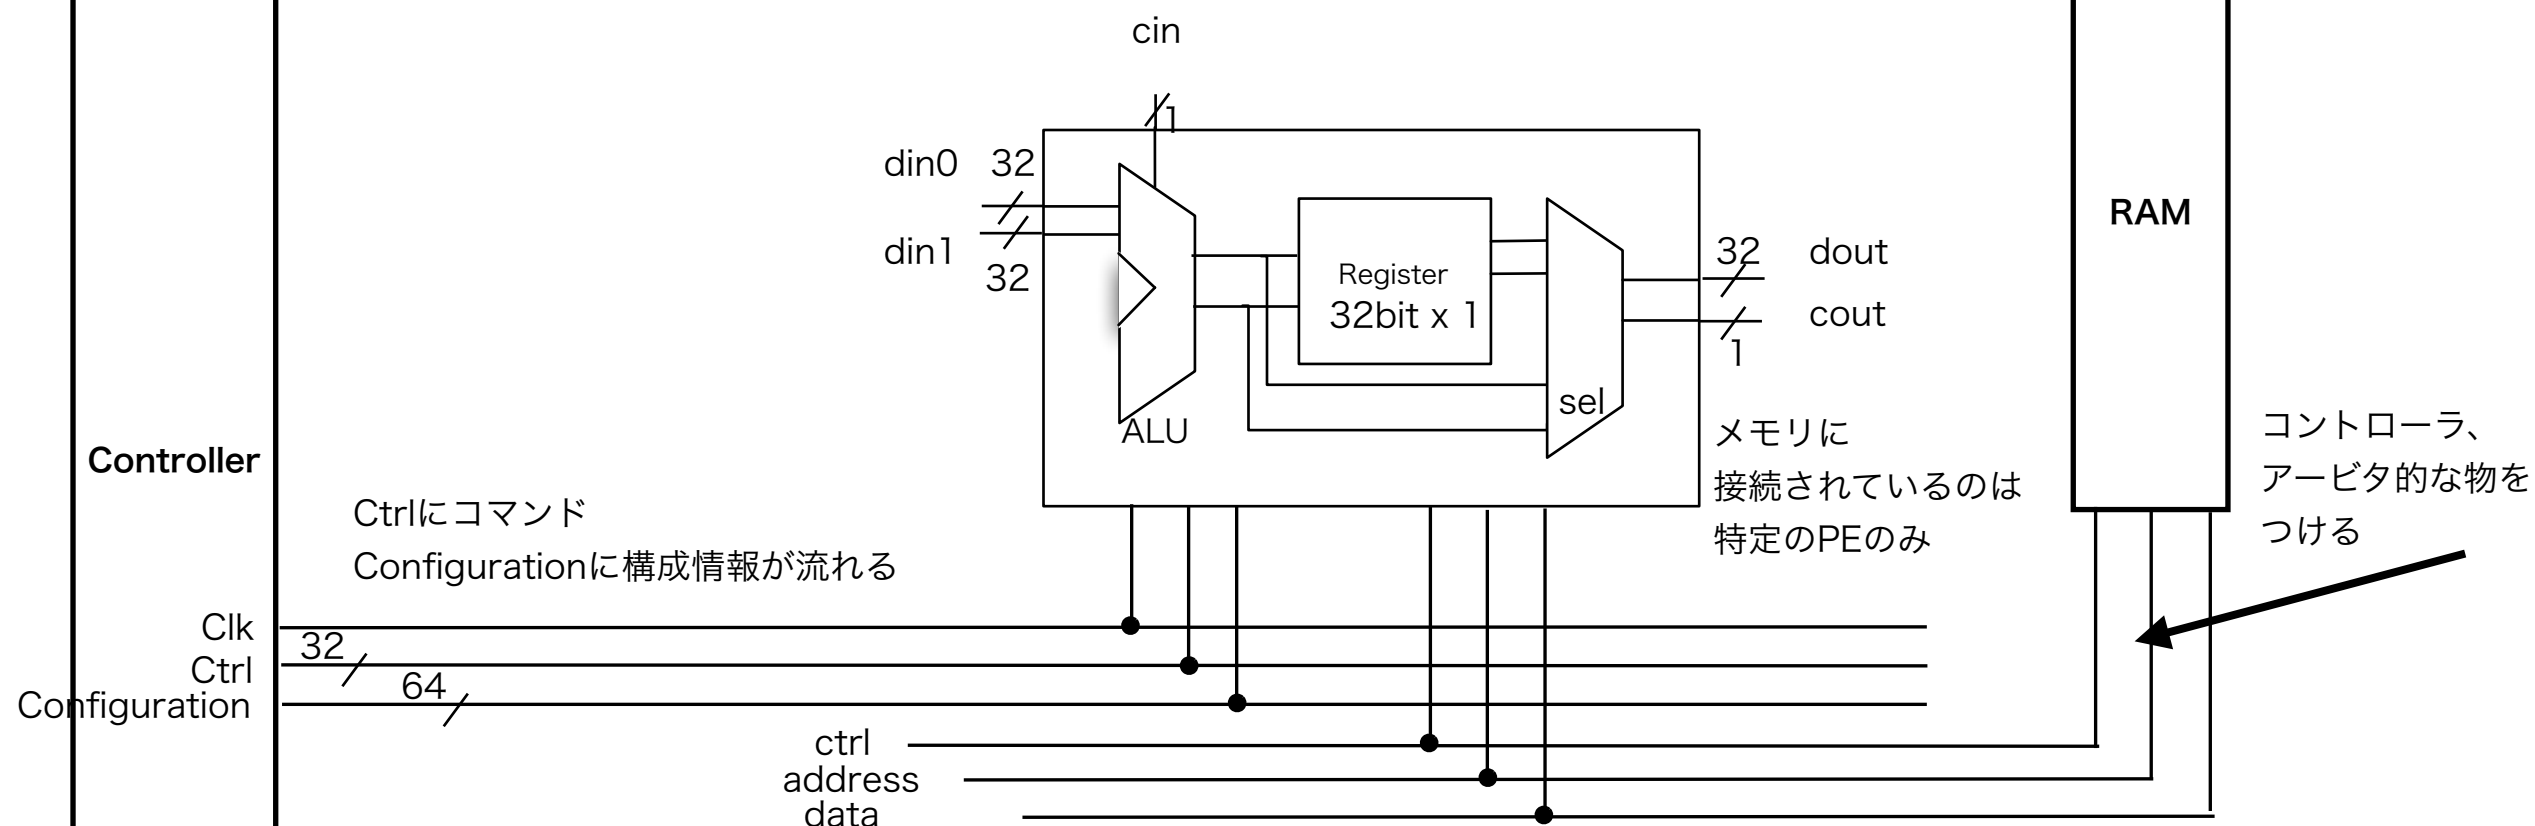 cin
1
din0 32
din1
32
ALU
Register
32bit x 1
sel
32 dout
cout
1
RAM
Controller
メモリに
接続されているのは
特定のPEのみ
コントローラ、
アービタ的な物を
つける
Ctrlにコマンド
Configurationに構成情報が流れる
Clk
32
Ctrl
64
Configuration
ctrl
address
data